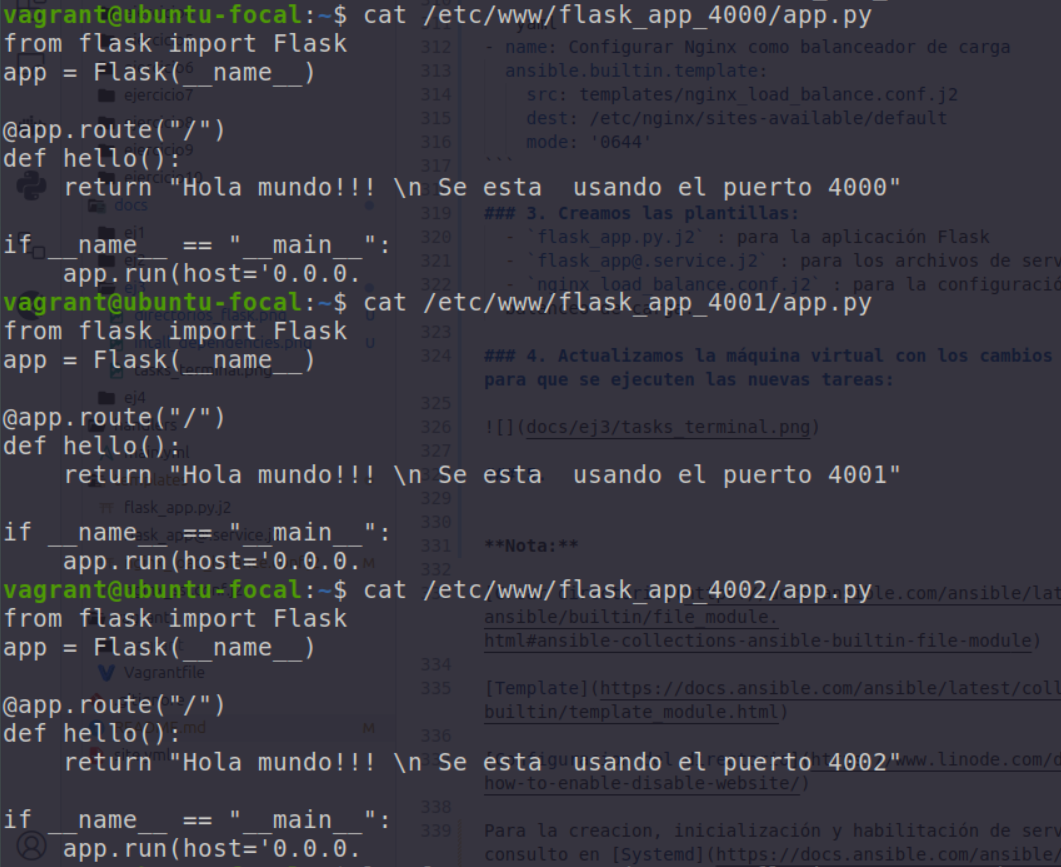 vagrant@ubuntu-focal:~$ cat /etc/www/flask_app_4000/app.py
from flask import Flask
app = Flask(__name__)
@app.route("/")
def hello():
    return "Hola mundo!!! \n Se esta  usando el puerto 4000"
if __name__ == "__main__":
    app.run(host='0.0.0.
vagrant@ubuntu-focal:~$ cat /etc/www/flask_app_4001/app.py
from flask import Flask
app = Flask(__name__)
@app.route("/")
def hello():
    return "Hola mundo!!! \n Se esta  usando el puerto 4001"
if __name__ == "__main__":
    app.run(host='0.0.0.
vagrant@ubuntu-focal:~$ cat /etc/www/flask_app_4002/app.py
from flask import Flask
app = Flask(__name__)
@app.route("/")
def hello():
    return "Hola mundo!!! \n Se esta  usando el puerto 4002"
if __name__ == "__main__":
    app.run(host='0.0.0.
ejercicio7
docs
ej1
ej4
flask_app.py.j2
Vagrantfile
312 - name: Configurar Nginx como balanceador de carga
313 ansible.builtin.template:
314 src: templates/nginx_load_balance.conf.j2
315 dest: /etc/nginx/sites-available/default
316 mode: '0644'
317 ```
319 ### 3. Creamos las plantillas:
320 - `flask_app.py.j2` : para la aplicación Flask
321 - `flask_app@.service.j2` : para los archivos de serv
322 - `nginx_load_balance.conf.j2` : para la configuració
323
324 ### 4. Actualizamos la máquina virtual con los cambios
para que se ejecuten las nuevas tareas:
325
326 ![](docs/ej3/tasks_terminal.png)
327
329
330
331 **Nota:**
332
ansible/builtin/file_module.
html#ansible-collections-ansible-builtin-file-module)
334
335 [Template](https://docs.ansible.com/ansible/latest/coll
builtin/template_module.html)
336
how-to-enable-disable-website/)
338
339 Para la creacion, inicialización y habilitación de serv
consulto en [Systemd](https://docs.ansible.com/ansible/